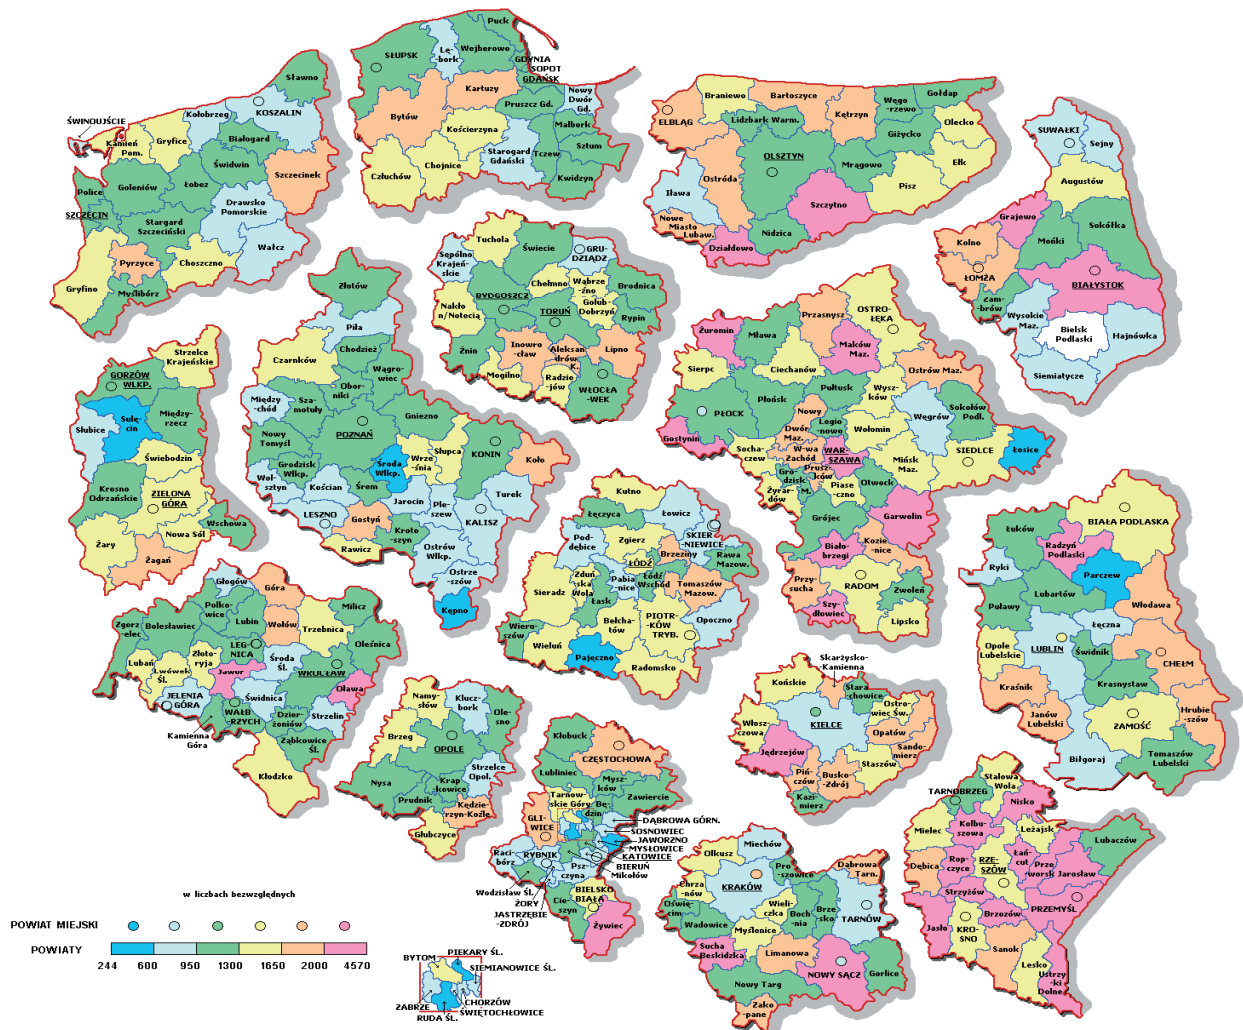 Puck
SŁUPSK
Lę-
bork
Wejherowo
GDYNIA
SOPOT
GDAŃSK
Kartuzy
Nowy
Dwór
Gd.
Pruszcz Gd.
Bytów
Kościerzyna
Malbork
Starogard
Gdański
Tczew
Sztum
Chojnice
Człuchów
Kwidzyn
Sławno
ŚWINOUJŚCIE
Kołobrzeg
KOSZALIN
Kamień
Pom.
Gryfice
Białogard
Świdwin
Szczecinek
Police
Goleniów
Łobez
SZCZECIN
Drawsko
Pomorskie
Stargard
Szczeciński
Wałcz
Pyrzyce
Choszczno
Gryfino
Myślibórz
Braniewo
Bartoszyce
Węgo
-rzewo
Gołdap
ELBLĄG
Lidzbark Warm.
Kętrzyn
Giżycko
Olecko
OLSZTYN
Ostróda
Mrągowo
Ełk
Pisz
Iława
Szczytno
Nowe
Miasto
Lubaw.
Nidzica
Działdowo
SUWAŁKI
Sejny
Augustów
Grajewo
Kolno
Mońki
Sokółka
ŁOMŻA
BIAŁYSTOK
Zam-
brów
Wysokie
Maz.
Bielsk
Podlaski
Hajnówka
Siemiatycze
Tuchola
Sępólno
Krajeń-
skie
Świecie
GRU-
DZIĄDZ
Chełmno
Wąbrze
-źno
Brodnica
Nakło
n/Notecią
BYDGOSZCZ
TORUŃ
Golub
Dobrzyń
Rypin
Żnin
Inowro
-cław
Aleksan
drów
K.
Lipno
Mogilno
Radzie
-jów
WŁOCŁA
-WEK
Złotów
Piła
Czarnków
Chodzież
Wągro-
wiec
Między
-chód
Sza-
motuły
Obor-
niki
Gniezno
Nowy
Tomyśl
POZNAŃ
Słupca
KONIN
Koło
Grodzisk
Wlkp.
Środa
Wlkp.
Wrze
-śnia
Wol-
sztyn
Kościan
Śrem
Jarocin
Turek
LESZNO
Gostyń
Ple-
szew
KALISZ
Kroto-
szyn
Rawicz
Ostrów
Wlkp.
Ostrze-
szów
Kępno
Strzelce
Krajeńskie
GORZÓW
WLKP.
Słubice
Sulę-
cin
Między-
rzecz
Świebodzin
Krosno
Odrzańskie
ZIELONA
GÓRA
Nowa Sól
Wschowa
Żary
Żagań
Żuromin
Mława
Przasnysz
OSTRO-
ŁĘKA
Maków
Maz.
Sierpc
Ciechanów
Ostrów Maz.
Pułtusk
Wysz-
ków
PŁOCK
Płońsk
Nowy
Dwór
Maz.
Legio
-nowo
Węgrów
Sokołów
Podl.
Wołomin
Gostynin
Socha-
czew
W-wa
Zachód
WAR-
SZAWA
Mińsk
Maz.
SIEDLCE
Łosice
Gro-
dzisk
M.
Prusz-
ków
Piase
-czno
Otwock
Żyrar-
dów
Grójec
Garwolin
Biało-
brzegi
Kozie-
nice
Przy-
sucha
RADOM
Zwoleń
Szy-
dłowiec
Lipsko
Kutno
Łęczyca
Łowicz
Pod-
dębice
Zgierz
SKIER
-NIEWICE
ŁÓDŹ
Brzeziny
Rawa
Mazow.
Zduń
ska
Wola
Pabia
-nice
Łódź
Wschód
Sieradz
Łask
Tomaszów
Mazow.
Wieru-
szów
Bełcha-
tów
PIOTR-
KÓW
TRYB.
Opoczno
Wieluń
Pajęczno
Radomsko
Łuków
BIAŁA PODLASKA
Radzyń
Podlaski
Ryki
Parczew
Puławy
Lubartów
Włodawa
Opole
Lubelskie
LUBLIN
Łęczna
Świdnik
CHEŁM
Kraśnik
Krasnystaw
Janów
Lubelski
ZAMOŚĆ
Hrubie-
szów
Biłgoraj
Tomaszów
Lubelski
Głogów
Góra
Polko-
wice
Milicz
Zgorz
-elec
Bolesławiec
Lubin
Wołów
Trzebnica
Oleśnica
LEG-
NICA
Lubań
Złoto-
ryja
Środa
Śl.
Lwówek
Śl.
Jawor
WROCŁAW
Oława
JELENIA
GÓRA
Świdnica
WAŁB
-RZYCH
Dzier-
żoniów
Strzelin
Kamienna
Góra
Ząbkowice
Śl.
Kłodzko
Namy-
słów
Klucz-
bork
Ole-
sno
Brzeg
OPOLE
Strzelce
Opol.
Nysa
Krap
-kowice
Prudnik
Kędzie-
rzyn-Koźle
Głubczyce
Kłobuck
CZĘSTOCHOWA
Lubliniec
Mysz-
ków
Tarnow-
skie Góry
Zawiercie
Bę-
dzin
GLI-
WICE
DĄBROWA GÓRN.
SOSNOWIEC
JAWORZNO
MYSŁOWICE
KATOWICE
BIERUŃ
Mikołów
Raci-
bórz
RYBNIK
Psz-
czyna
Wodzisław Śl.
ŻORY
JASTRZĘBIE
-ZDRÓJ
BIELSKO
BIAŁA
Cie-
szyn
Żywiec
Skarżysko-
Kamienna
Końskie
Stara
-chowice
Ostro-
wiec Św.
Włosz-
czowa
KIELCE
Opatów
Jędrzejów
Sando-
mierz
Staszów
Piń-
czów
Busko-
Zdrój
Kazi-
mierz
Olkusz
Miechów
Pro-
szowice
Dąbrowa
Tarn.
Chrza
-nów
KRAKÓW
Oświę-
cim
Wieli-
czka
Boch-
nia
Brze-
sko
TARNÓW
Wadowice
Myślenice
Sucha
Beskidzka
Limanowa
NOWY SĄCZ
Gorlice
Nowy Targ
Zako-
pane
Stalowa
Wola
TARNOBRZEG
Nisko
Mielec
Kolbu-
szowa
Leżajsk
Lubaczów
Dębica
Rop-
czyce
RZE-
SZÓW
Łań-
cut
Prze
-worsk
Jarosław
Strzyżów
PRZEMYŚL
Jasło
KRO-
SNO
Brzozów
Sanok
Lesko
Ustrzy
-ki
Dolne
w liczbach bezwzględnych
POWIAT MIEJSKI
POWIATY
244 600 950 1300 1650 2000 4570
PIEKARY ŚL.
BYTOM
SIEMIANOWICE ŚL.
ZABRZE
CHORZÓW
ŚWIĘTOCHŁOWICE
RUDA ŚL.